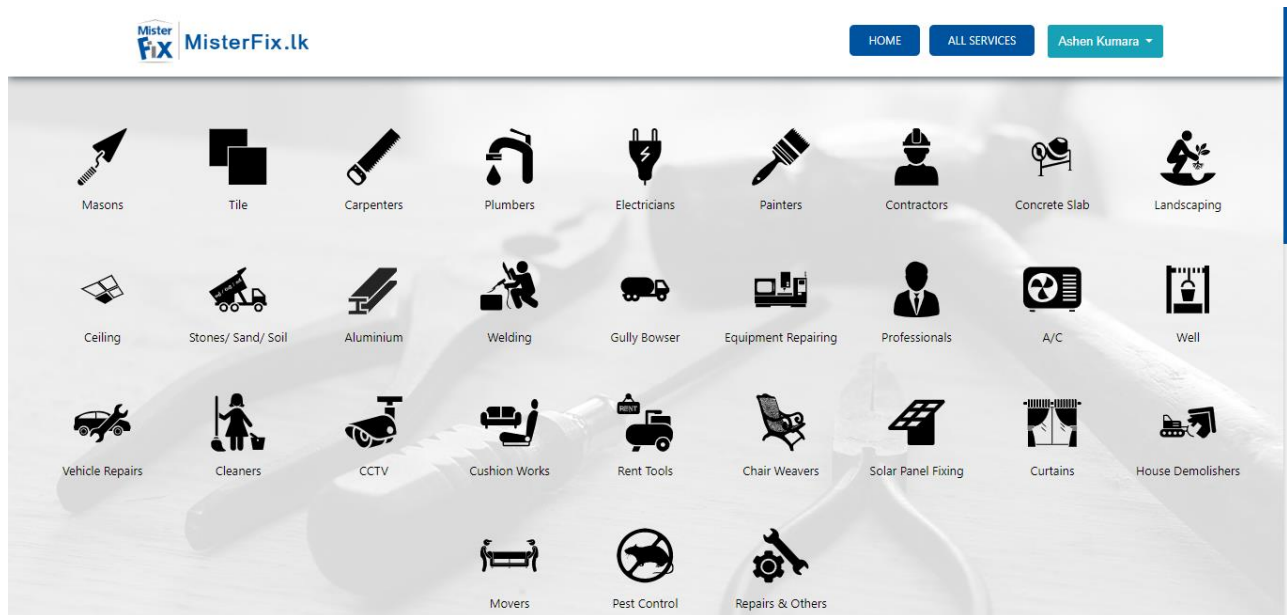 Mister
FiX
MisterFix.lk
HOME
ALL SERVICES
Ashen Kumara
Masons
Tile
Carpenters
Plumbers
Electricians
Painters
Contractors
Concrete Slab
Landscaping
Ceiling
Stones/ Sand/ Soil
Aluminium
Welding
Gully Bowser
Equipment Repairing
Professionals
A/C
Well
RENT
Vehicle Repairs
Cleaners
CCTV
Cushion Works
Rent Tools
Chair Weavers
Solar Panel Fixing
Curtains
House Demolishers
Movers
Pest Control
Repairs & Others